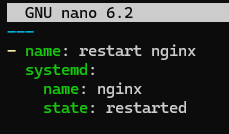 GNU nano 6.2
---
- name: restart nginx
  systemd:
    name: nginx
    state: restarted